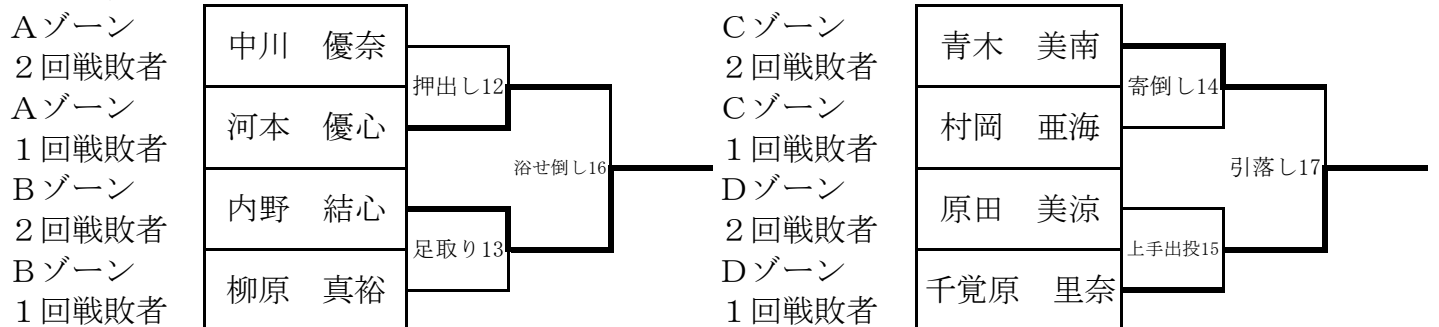 Aゾーン
2回戦敗者
中川　優奈
押出し12
Aゾーン
1回戦敗者
河本　優心
浴せ倒し16
Bゾーン
2回戦敗者
内野　結心
足取り13
Bゾーン
1回戦敗者
柳原　真裕
Cゾーン
2回戦敗者
青木　美南
寄倒し14
Cゾーン
1回戦敗者
村岡　亜海
引落し17
Dゾーン
2回戦敗者
原田　美涼
上手出投15
Dゾーン
1回戦敗者
千覚原　里奈